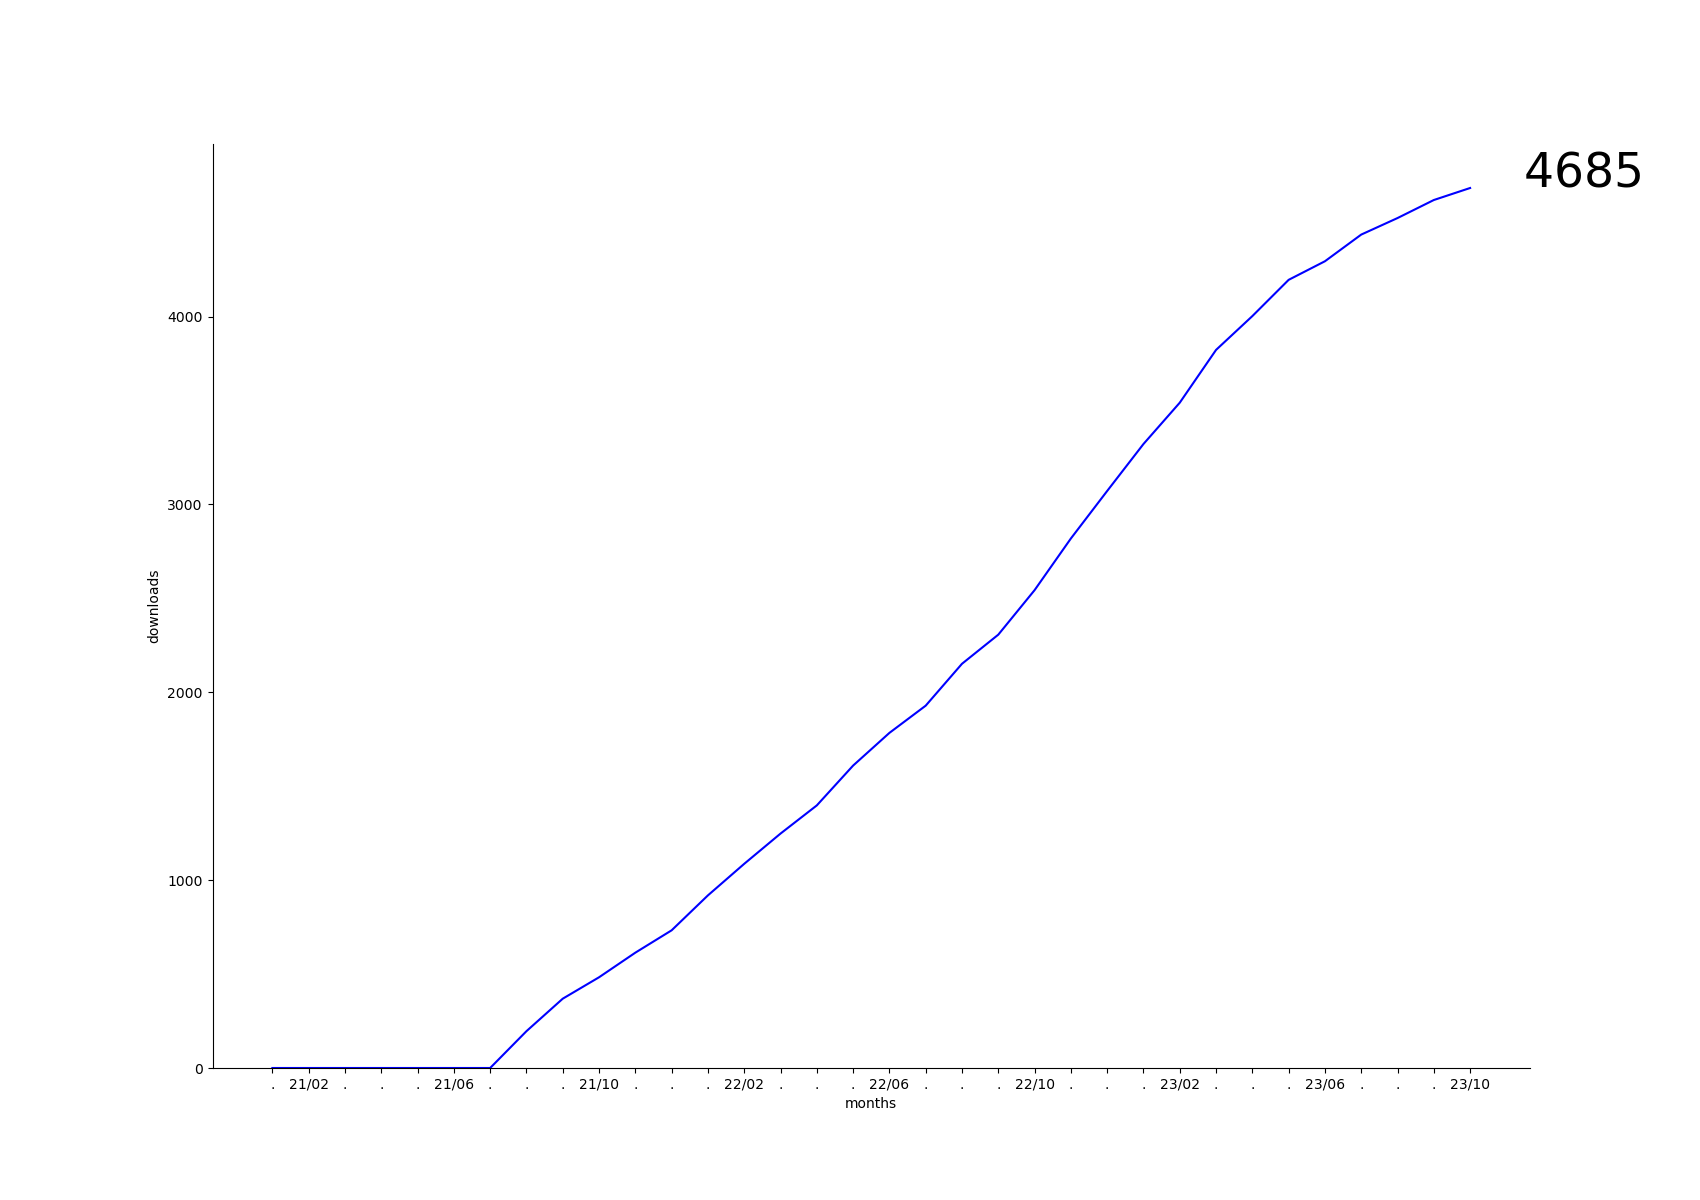 4685
4000
3000
2000
1000
0
downloads
. 21/02 . . . 21/06 . . . 21/10 . . . 22/02 . . . 22/06 . . . 22/10 . . . 23/02 . . . 23/06 . . . 23/10
months